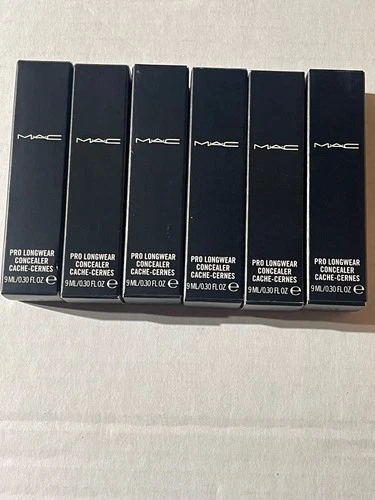 MAC
PRO LONGWEAR
CONCEALER
CACHE-CERNES
9 ML/0.30 FL OZ ℮
MAC
PRO LONGWEAR
CONCEALER
CACHE-CERNES
9 ML/0.30 FL OZ ℮
MAC
PRO LONGWEAR
CONCEALER
CACHE-CERNES
9 ML/0.30 FL OZ ℮
MAC
PRO LONGWEAR
CONCEALER
CACHE-CERNES
9 ML/0.30 FL OZ ℮
MAC
PRO LONGWEAR
CONCEALER
CACHE-CERNES
9 ML/0.30 FL OZ ℮
MAC
PRO LONGWEAR
CONCEALER
CACHE-CERNES
9 ML/0.30 FL OZ ℮